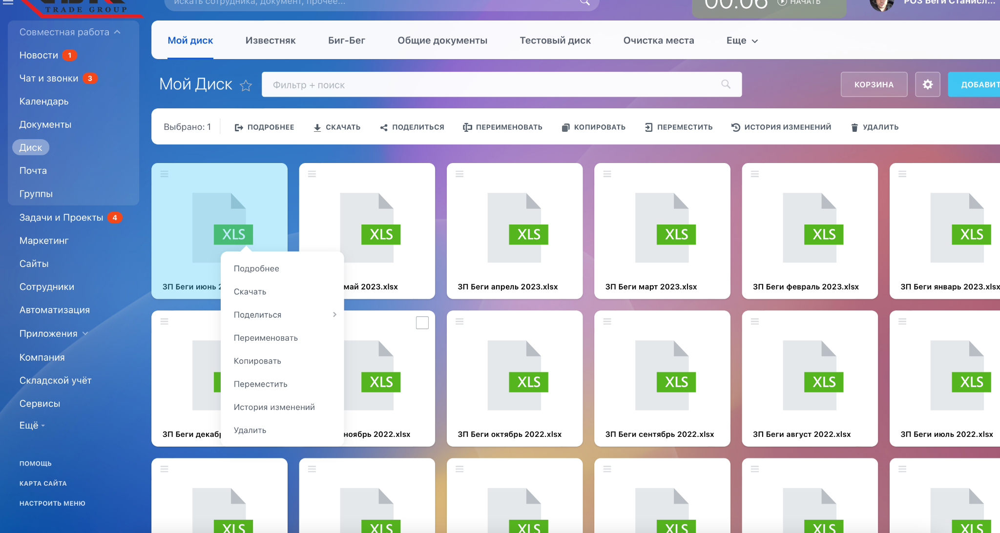 TRADE GROUP
искать сотрудника, документ, прочее...
00:06
НАЧАТЬ
РОЗ Беги Станисл...
Совместная работа
Новости 1
Чат и звонки 3
Календарь
Документы
Диск
Почта
Группы
Задачи и Проекты 4
Маркетинг
Сайты
Сотрудники
Автоматизация
Приложения
Компания
Складской учёт
Сервисы
Ещё
ПОМОЩЬ
КАРТА САЙТА
НАСТРОИТЬ МЕНЮ
Мой диск Известняк Биг-Бег Общие документы Тестовый диск Очистка места Еще
Мой Диск
Фильтр + поиск
КОРЗИНА
ДОБАВИТ
Выбрано: 1 ПОДРОБНЕЕ СКАЧАТЬ ПОДЕЛИТЬСЯ ПЕРЕИМЕНОВАТЬ КОПИРОВАТЬ ПЕРЕМЕСТИТЬ ИСТОРИЯ ИЗМЕНЕНИЙ УДАЛИТЬ
XLS XLS XLS XLS XLS XLS
ЗП Беги июнь 2 май 2023.xlsx ЗП Беги апрель 2023.xlsx ЗП Беги март 2023.xlsx ЗП Беги февраль 2023.xlsx ЗП Беги январь 2023.xlsx
Подробнее
Скачать
Поделиться
Переименовать
Копировать
Переместить
История изменений
Удалить
XLS XLS XLS XLS XLS
ЗП Беги декабр ноябрь 2022.xlsx ЗП Беги октябрь 2022.xlsx ЗП Беги сентябрь 2022.xlsx ЗП Беги август 2022.xlsx ЗП Беги июль 2022.xlsx
XLS XLS XLS XLS XLS XLS